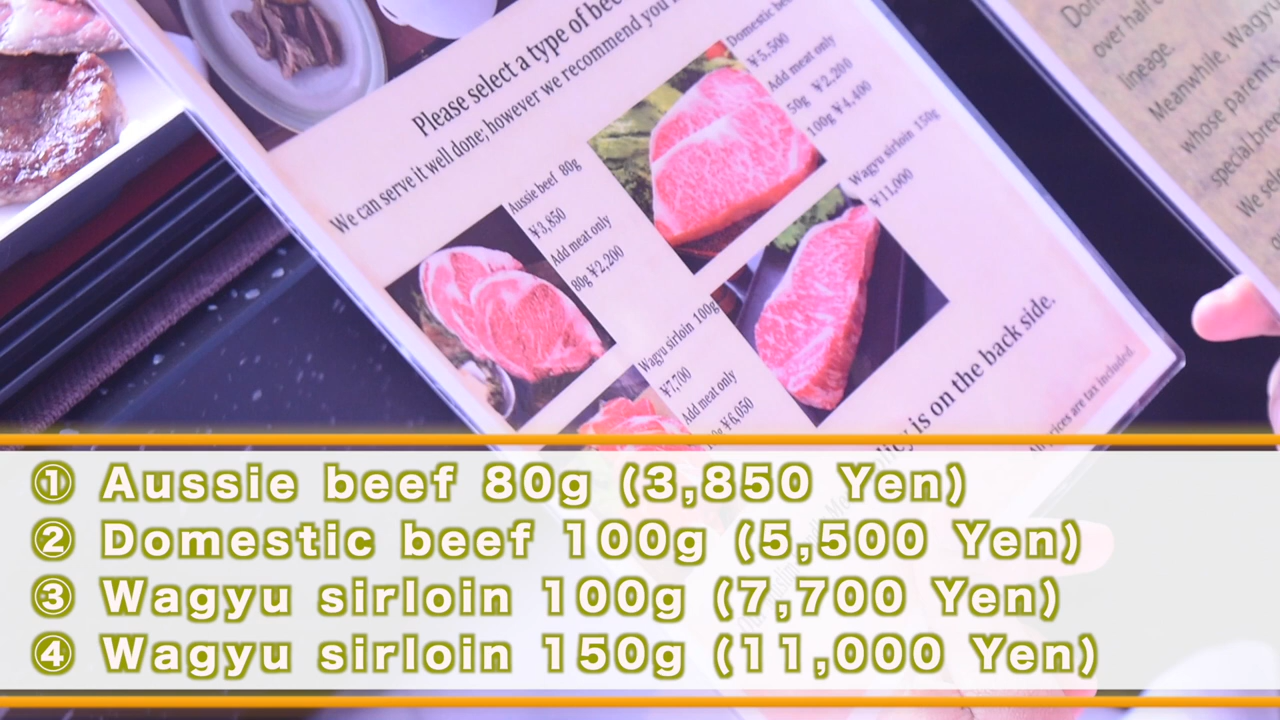 Please select a type of bee
We can serve it well done; however we recommend you
Domestic bee
¥5,500
Add meat only
50g ¥2,200
100g ¥4,400
Wagyu sirloin 150g
¥11,000
Aussie beef 80g
¥3,850
Add meat only
80g ¥2,200
Wagyu sirloin 100g
¥7,700
Add meat only
¥6,050
is on the back side.
prices are tax included.
over half
lineage.
Meanwhile, Wagyu
whose parents
special bree
① Aussie beef 80g (3,850 Yen)
② Domestic beef 100g (5,500 Yen)
③ Wagyu sirloin 100g (7,700 Yen)
④ Wagyu sirloin 150g (11,000 Yen)